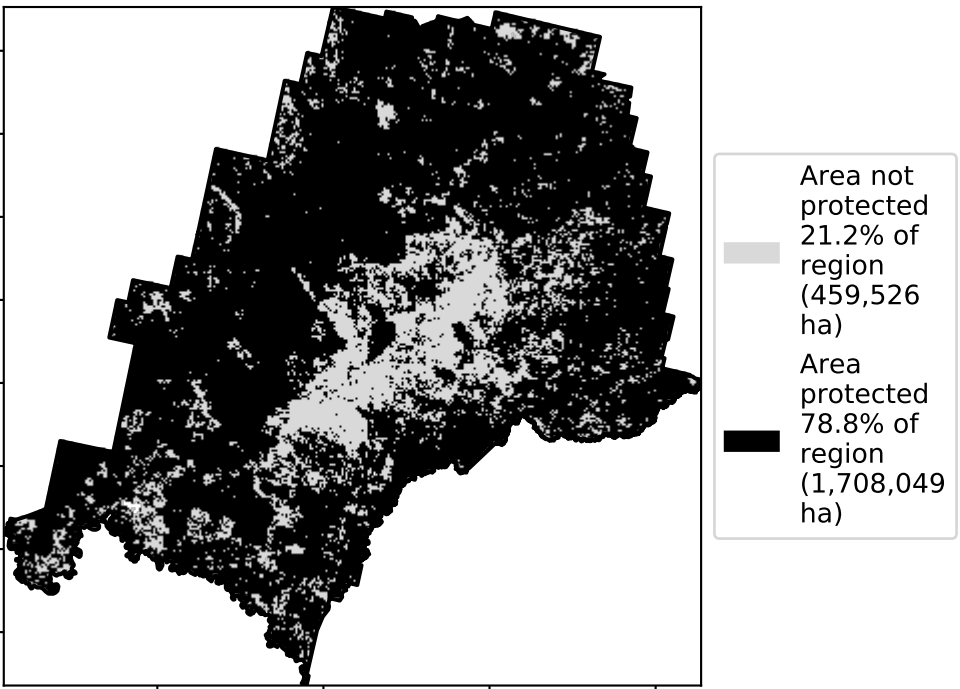 Area not
protected
21.2% of
region
(459,526
ha)
Area
protected
78.8% of
region
(1,708,049
ha)